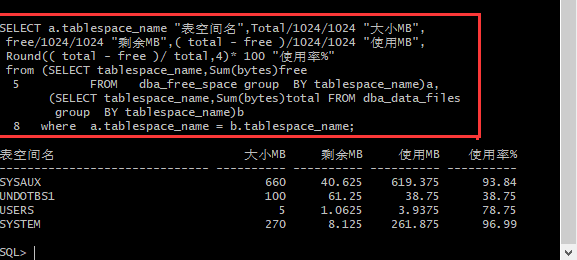 SELECT a.tablespace_name "表空间名",Total/1024/1024 "大小MB",
free/1024/1024 "剩余MB",( total - free )/1024/1024 "使用MB",
Round(( total - free )/ total,4)* 100 "使用率%"
from (SELECT tablespace_name,Sum(bytes)free
5 FROM dba_free_space group BY tablespace_name)a,
(SELECT tablespace_name,Sum(bytes)total FROM dba_data_files
group BY tablespace_name)b
8 where a.tablespace_name = b.tablespace_name;
表空间名 大小MB 剩余MB 使用MB 使用率%
------------------------------ ---------- ---------- ---------- ----------
SYSAUX 660 40.625 619.375 93.84
UNDOTBS1 100 61.25 38.75 38.75
USERS 5 1.0625 3.9375 78.75
SYSTEM 270 8.125 261.875 96.99
SQL>